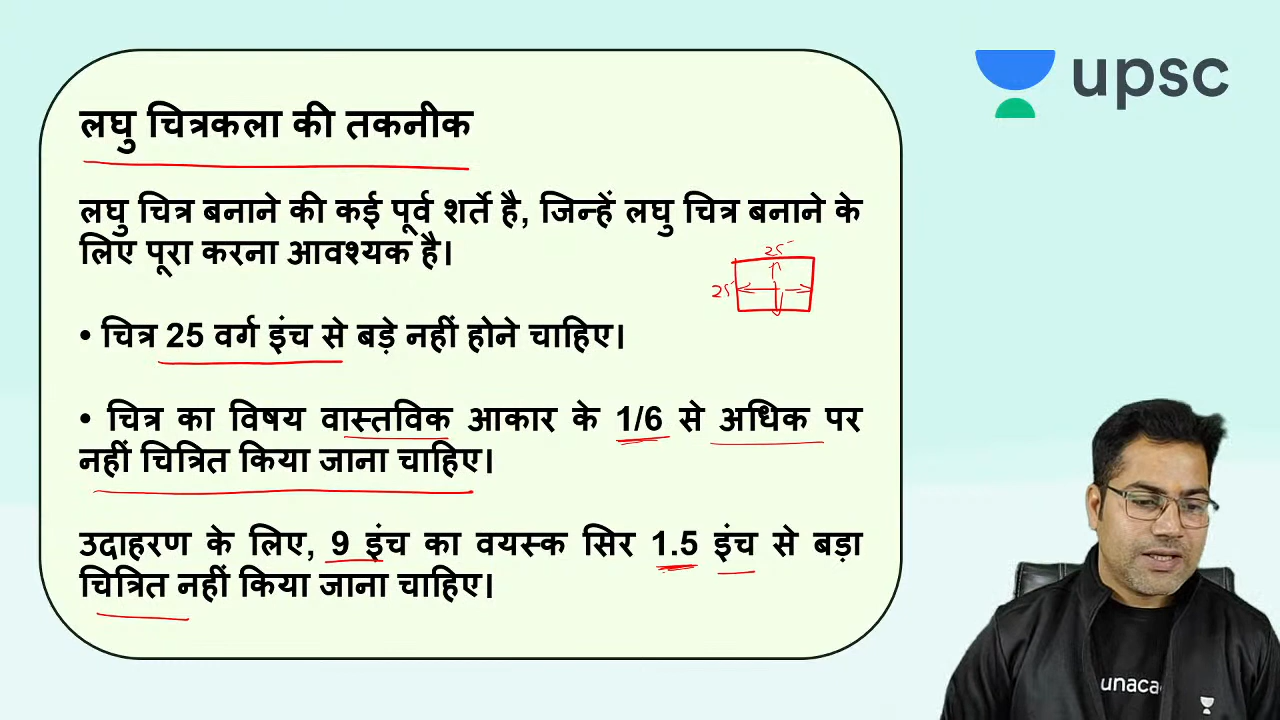 upsc
लघु चित्रकला की तकनीक
लघु चित्र बनाने की कई पूर्व शर्ते है, जिन्हें लघु चित्र बनाने के
लिए पूरा करना आवश्यक है।
25
25
• चित्र 25 वर्ग इंच से बड़े नहीं होने चाहिए।
• चित्र का विषय वास्तविक आकार के 1/6 से अधिक पर
नहीं चित्रित किया जाना चाहिए।
उदाहरण के लिए, 9 इंच का वयस्क सिर 1.5 इंच से बड़ा
चित्रित नहीं किया जाना चाहिए।
unaca